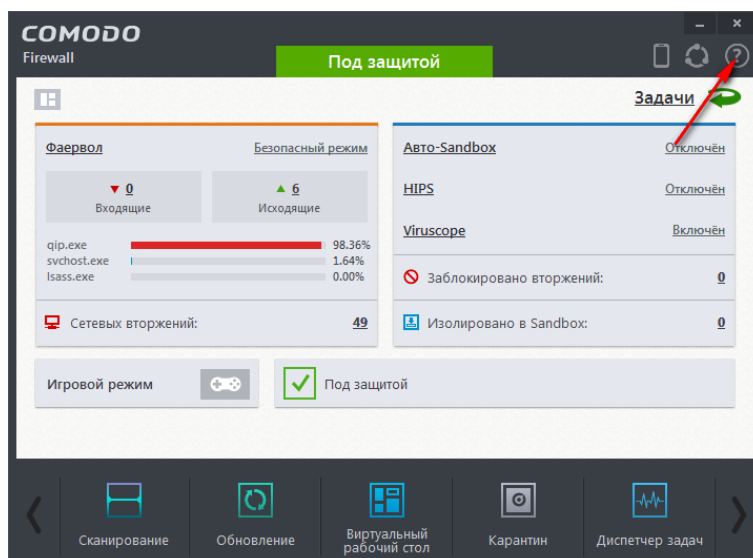 COMODO
Firewall
Под защитой
?
Задачи
Фаервол
Безопасный режим
0
Входящие
6
Исходящие
qip.exe 98.36%
svchost.exe 1.64%
lsass.exe 0.00%
Сетевых вторжений: 49
Авто-Sandbox Отключён
HIPS Отключён
Viruscope Включён
Заблокировано вторжений: 0
Изолировано в Sandbox: 0
Игровой режим
Под защитой
Сканирование
Обновление
Виртуальный
рабочий стол
Карантин
Диспетчер задач